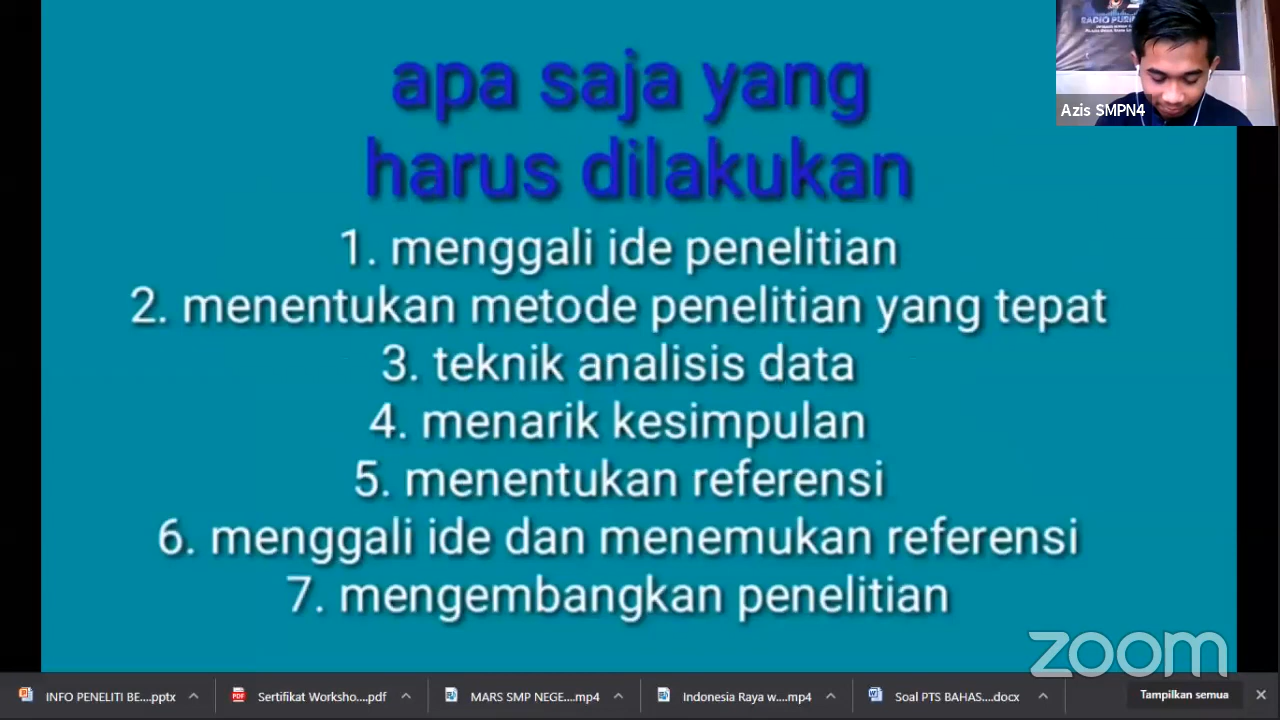 apa saja yang
harus dilakukan
1. menggali ide penelitian
2. menentukan metode penelitian yang tepat
3. teknik analisis data
4. menarik kesimpulan
5. menentukan referensi
6. menggali ide dan menemukan referensi
7. mengembangkan penelitian
Azis SMPN4
zoom
INFO PENELITI BE....pptx
PDF
Sertifikat Worksho....pdf
MARS SMP NEGE....mp4
Indonesia Raya w....mp4
Soal PTS BAHAS....docx
Tampilkan semua